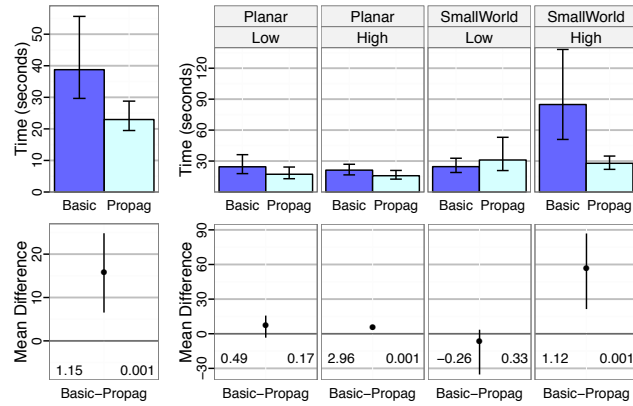 Planar Planar SmallWorld SmallWorld
Low High Low High
Time (seconds)
0 10 20 30 40 50
Basic Propag
Time (seconds)
30 60 90 120
Basic Propag Basic Propag Basic Propag Basic Propag
Mean Difference
0 10 20
1.15 0.001
Basic−Propag
Mean Difference
−30 0 30 60 90
0.49 0.17 2.96 0.001 −0.26 0.33 1.12 0.001
Basic−Propag Basic−Propag Basic−Propag Basic−Propag